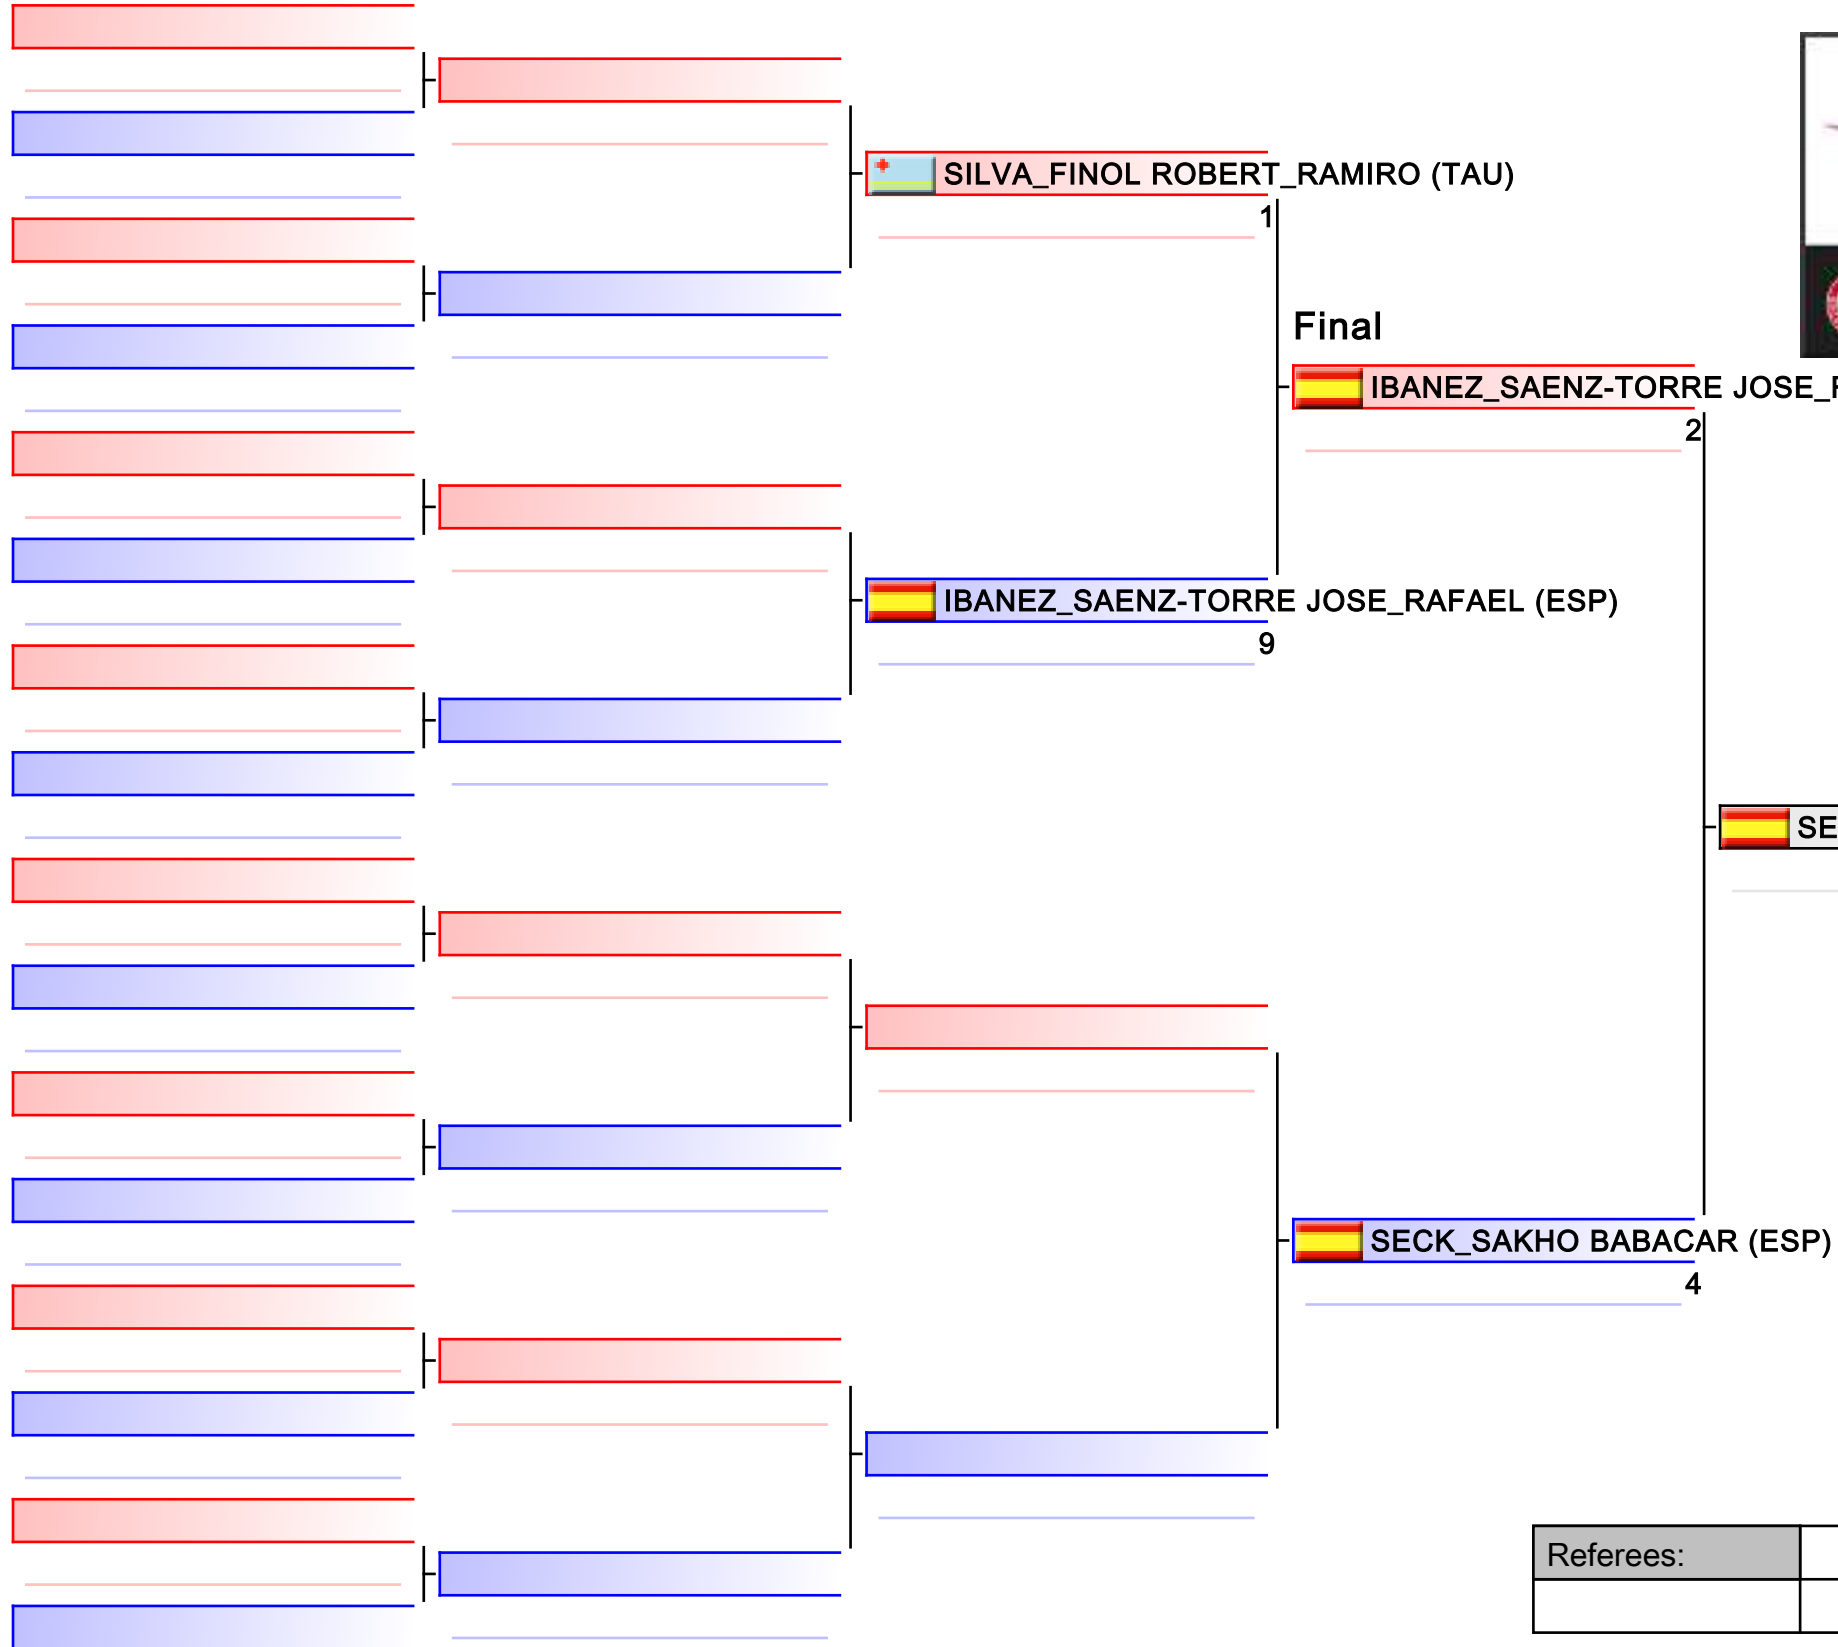 SILVA_FINOL ROBERT_RAMIRO (TAU)
1
Final
IBANEZ_SAENZ-TORRE JOSE_
2
IBANEZ_SAENZ-TORRE JOSE_RAFAEL (ESP)
9
SE
SECK_SAKHO BABACAR (ESP)
4
Referees: